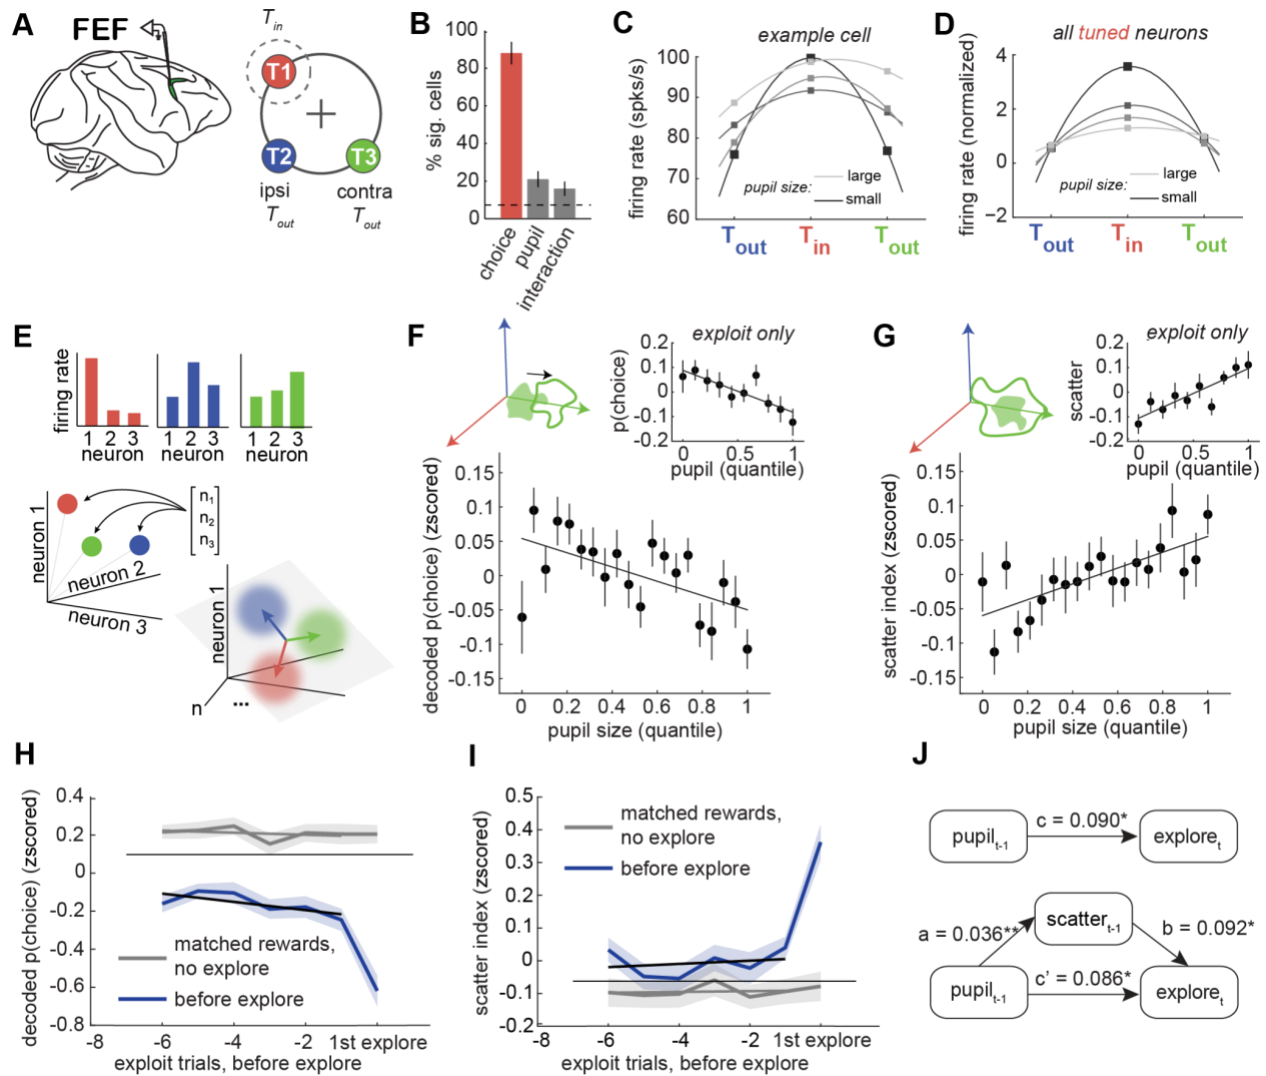 A
FEF
T_in
T1
T2
T3
ipsi
T_out
contra
T_out
B
% sig. cells
100
80
60
40
20
0
choice
pupil
interaction
C
example cell
firing rate (spks/s)
100
90
80
70
60
pupil size:
large
small
T_out
T_in
T_out
D
all tuned neurons
firing rate (normalized)
4
2
0
−2
pupil size:
large
small
T_out
T_in
T_out
E
firing rate
1 2 3
neuron
1 2 3
neuron
1 2 3
neuron
neuron 1
neuron 2
neuron 3
n₁
n₂
n₃
neuron 1
n
...
F
exploit only
p(choice)
0.2
0.1
0
-0.1
-0.2
0 0.5 1
pupil (quantile)
decoded p(choice) (zscored)
0.15
0.1
0.05
0
-0.05
-0.1
-0.15
0 0.2 0.4 0.6 0.8 1
pupil size (quantile)
G
exploit only
scatter
0.2
0.1
0
-0.1
-0.2
0 0.5 1
pupil (quantile)
scatter index (zscored)
0.15
0.1
0.05
0
-0.05
-0.1
-0.15
0 0.2 0.4 0.6 0.8 1
pupil size (quantile)
H
decoded p(choice) (zscored)
0.4
0.2
0
-0.2
-0.4
-0.6
-0.8
matched rewards,
no explore
before explore
-8 -6 -4 -2 1st explore
exploit trials, before explore
I
scatter index (zscored)
0.5
0.4
0.3
0.2
0.1
0
-0.1
-0.2
matched rewards,
no explore
before explore
-8 -6 -4 -2 1st explore
exploit trials, before explore
J
pupil_t-1
c = 0.090*
explore_t
scatter_t-1
a = 0.036**
b = 0.092*
pupil_t-1
c' = 0.086*
explore_t